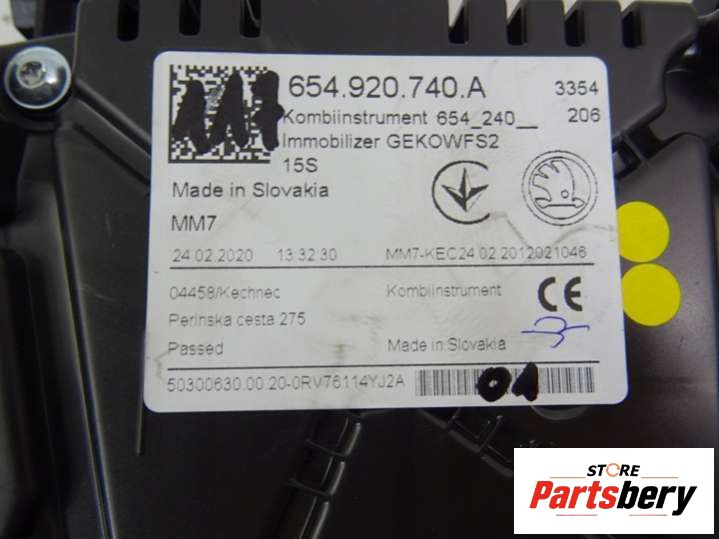 654.920.740.A 3354
Kombiinstrument 654_240__ 206
Immobilizer GEKOWFS2
15S
Made in Slovakia
MM7
24.02.2020 13:32:30 MM7-KEC24.02.2012021046
04458/Kechnec Kombiinstrument CE
Perinska cesta 275
Passed Made in Slovakia
50300630.00.20-0RV76114YJ2A 01
STORE
Partsbery